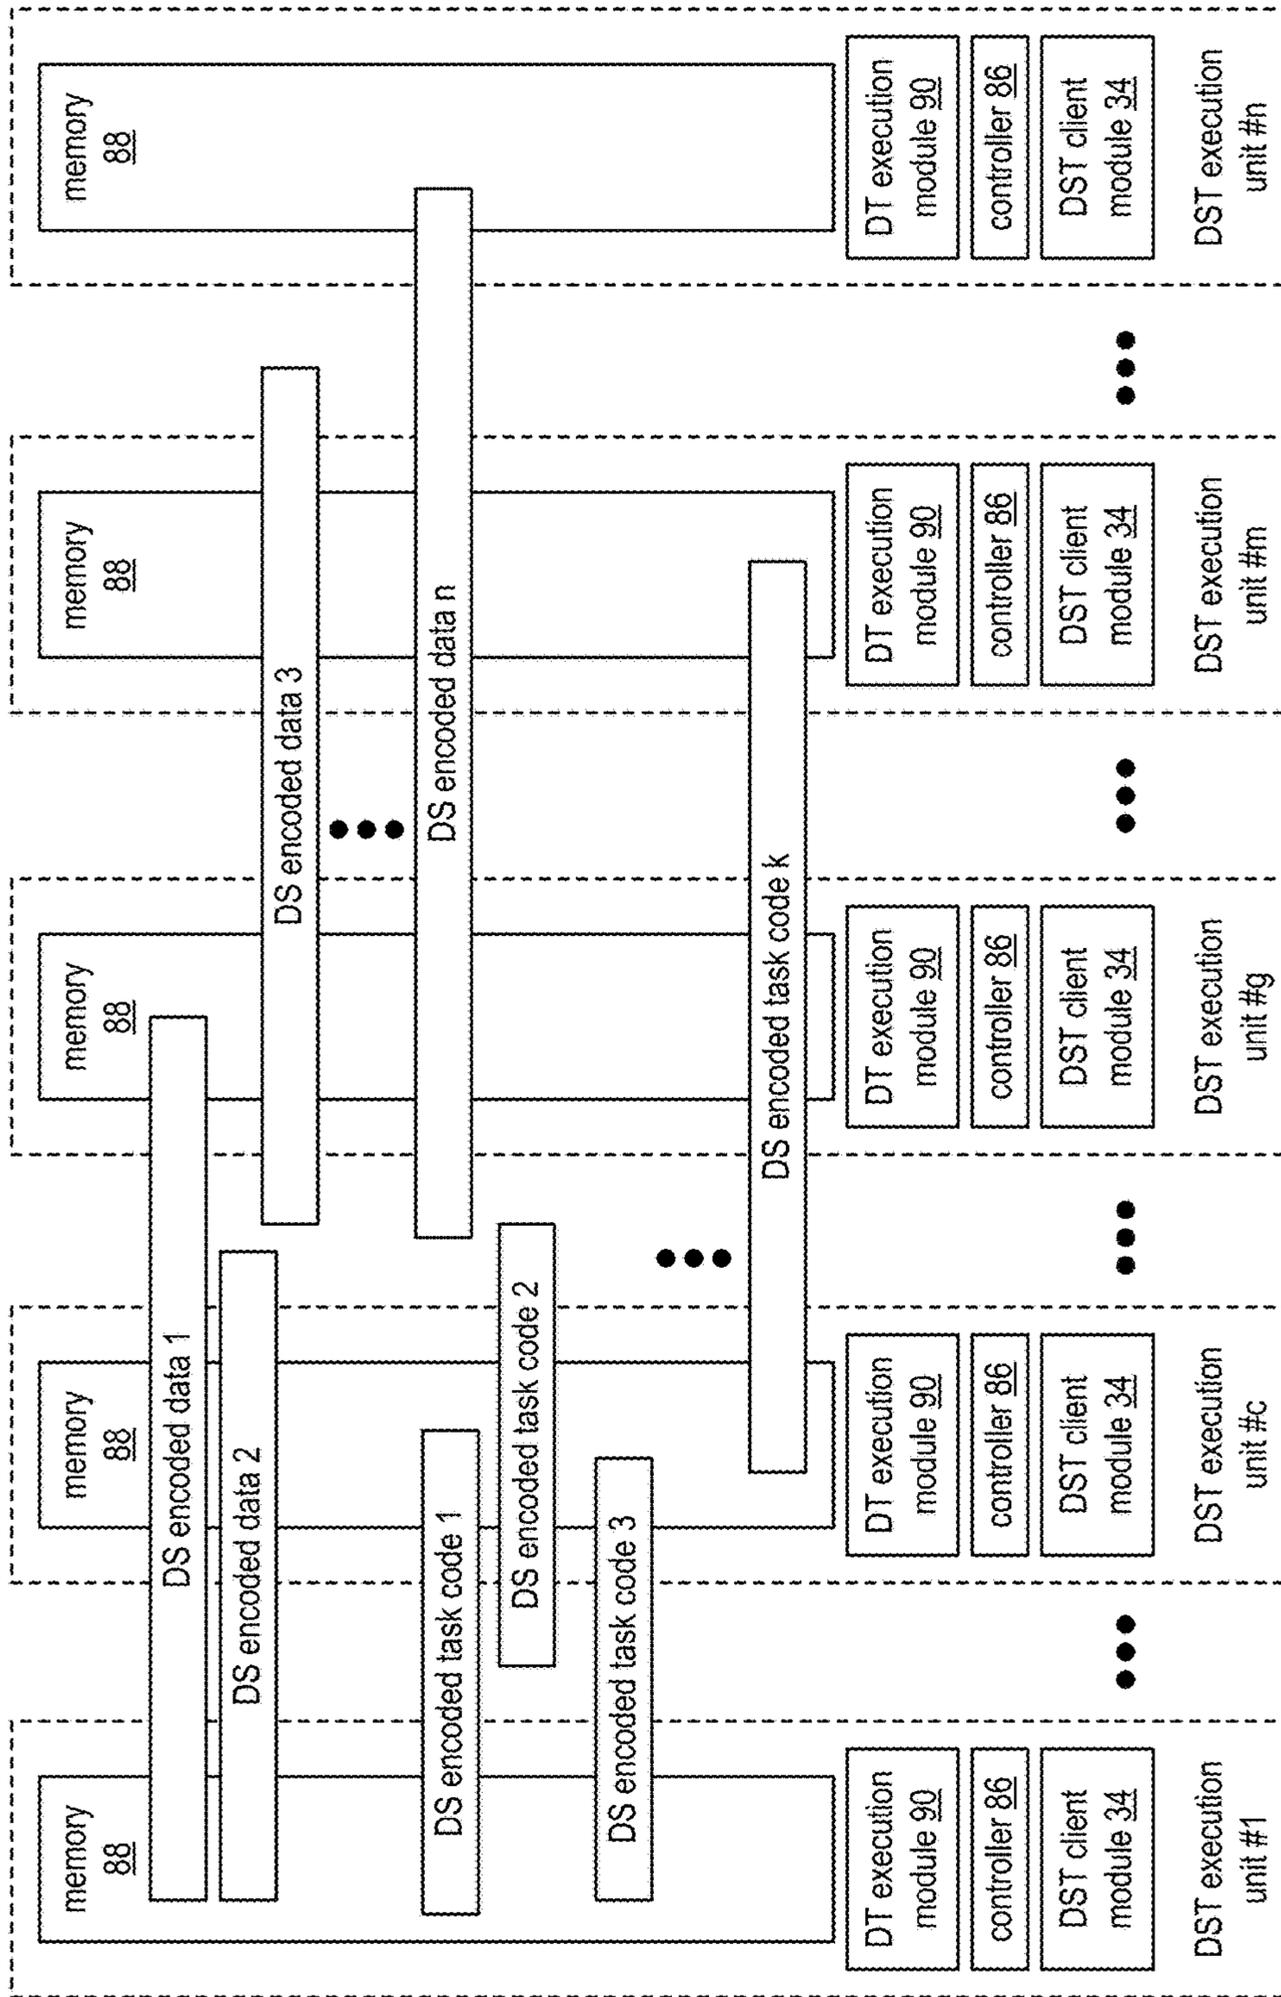 memory
88
DT execution
module 90
controller 86
DST client
module 34
DST execution
unit #1
memory
88
DT execution
module 90
controller 86
DST client
module 34
DST execution
unit #c
memory
88
DT execution
module 90
controller 86
DST client
module 34
DST execution
unit #g
memory
88
DT execution
module 90
controller 86
DST client
module 34
DST execution
unit #m
memory
88
DT execution
module 90
controller 86
DST client
module 34
DST execution
unit #n
DS encoded data 1
DS encoded data 2
DS encoded data 3
DS encoded data n
DS encoded task code 1
DS encoded task code 2
DS encoded task code 3
DS encoded task code k